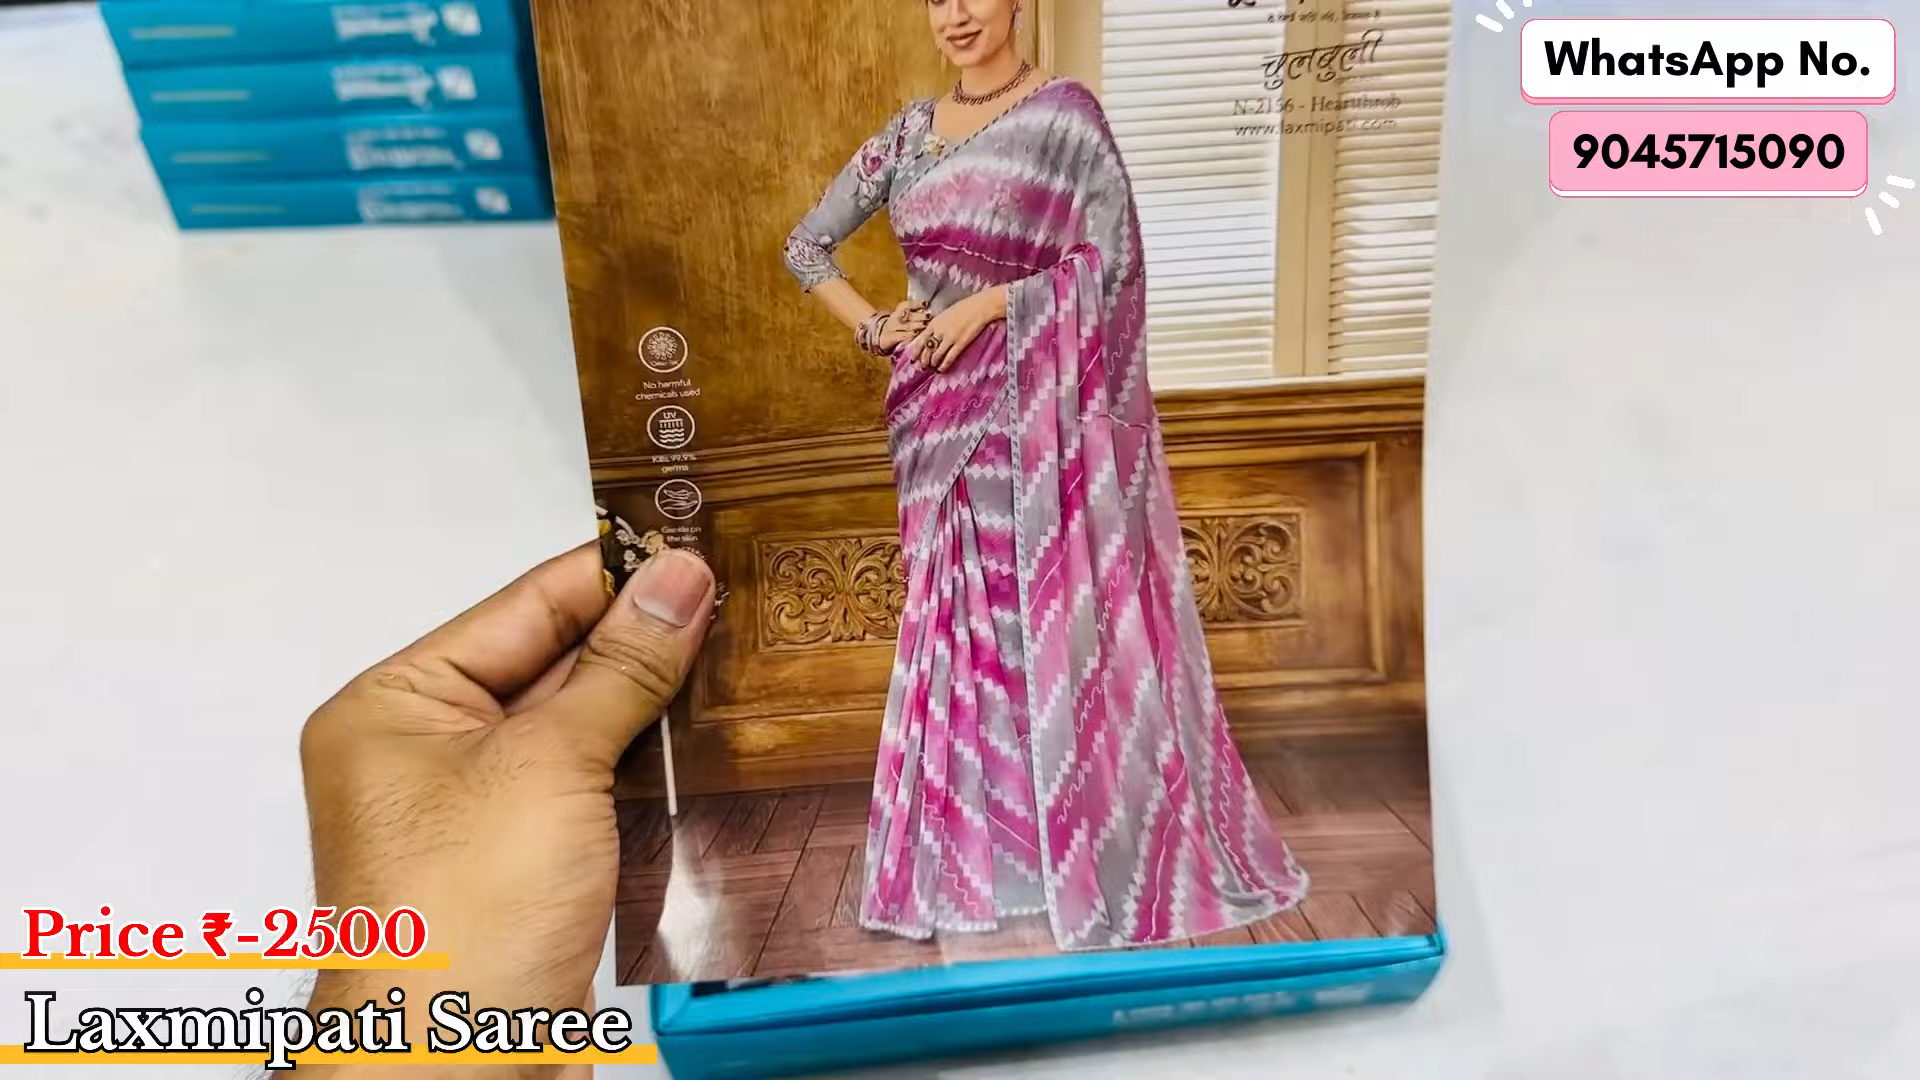 चुलबुली
N-2156 - Heartthrob
www.laxmipati.com
WhatsApp No.
9045715090
No harmful
chemicals used
UV
Kills 99.9%
germs
Gentle on
the skin
Price ₹-2500
Laxmipati Saree